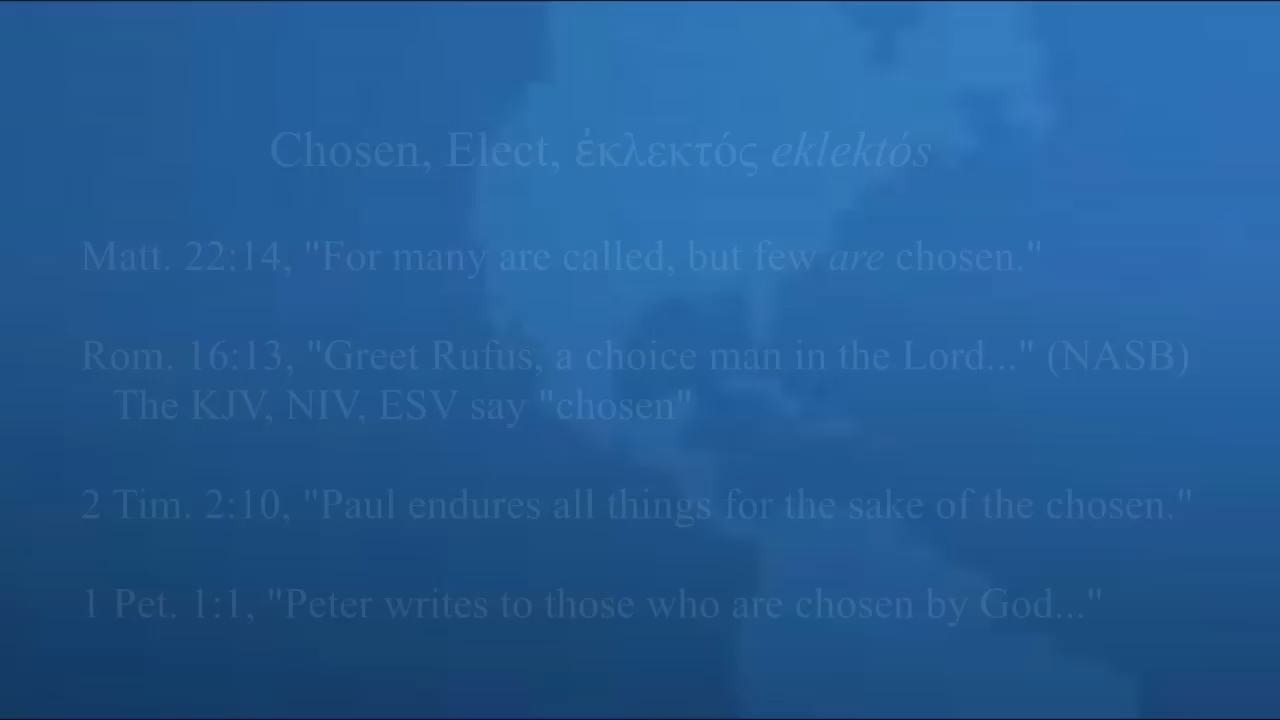 Chosen, Elect, ἐκλεκτός eklektós
Matt. 22:14, "For many are called, but few are chosen."
Rom. 16:13, "Greet Rufus, a choice man in the Lord..." (NASB)
The KJV, NIV, ESV say "chosen"
2 Tim. 2:10, "Paul endures all things for the sake of the chosen."
1 Pet. 1:1, "Peter writes to those who are chosen by God..."